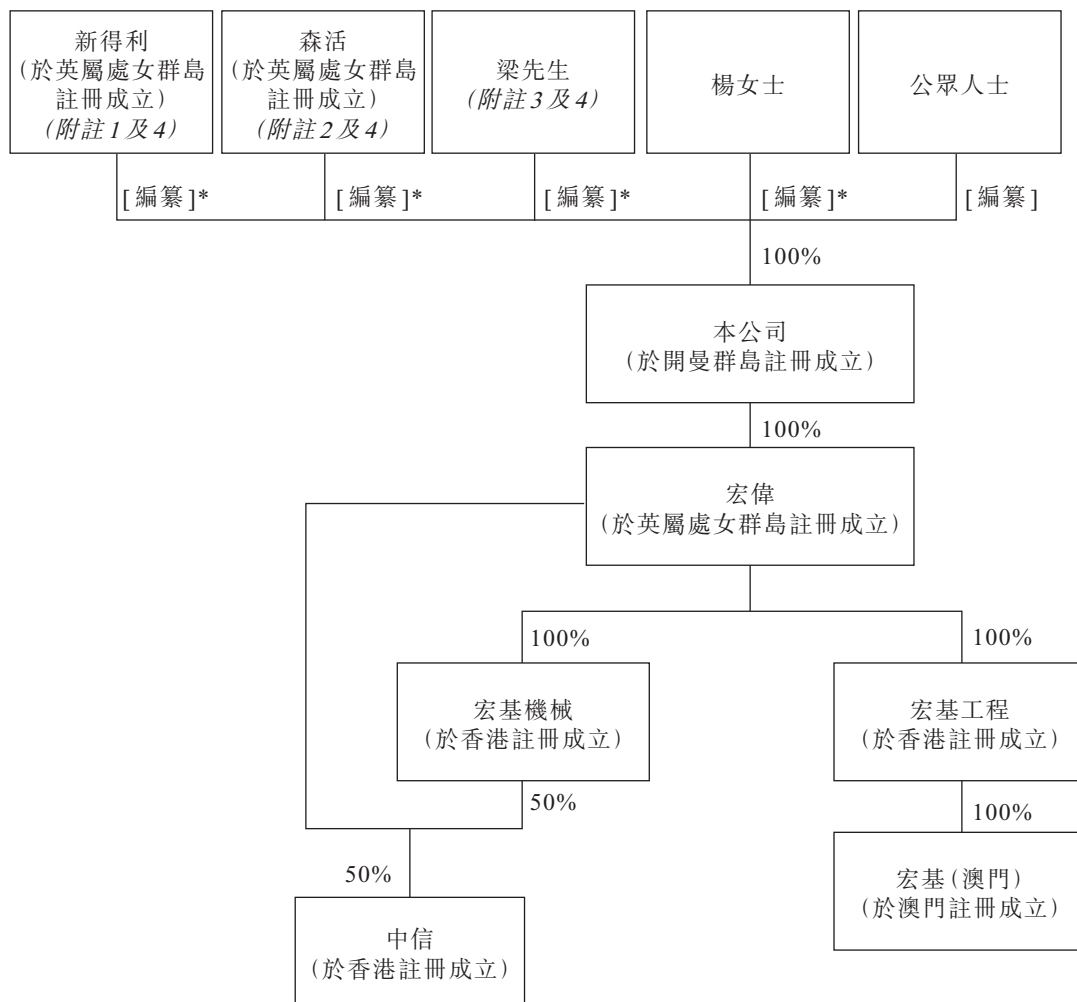 新得利
(於英屬處女群島
註冊成立)
(附註1及4)
森活
(於英屬處女群島
註冊成立)
(附註2及4)
梁先生
(附註3及4)
楊女士
公眾人士
[編纂]*
[編纂]*
[編纂]*
[編纂]*
[編纂]
100%
本公司
(於開曼群島註冊成立)
100%
宏偉
(於英屬處女群島註冊成立)
100%
100%
宏基機械
(於香港註冊成立)
宏基工程
(於香港註冊成立)
50%
100%
50%
宏基(澳門)
(於澳門註冊成立)
中信
(於香港註冊成立)